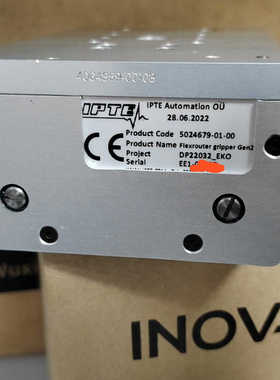 IPTE
IPTE Automation OÜ
28.06.2022
CE
Product Code 5024679-01-00
Product Name Flexrouter gripper Gen2
Project DP22032_EKO
Serial EE1-
INOVA